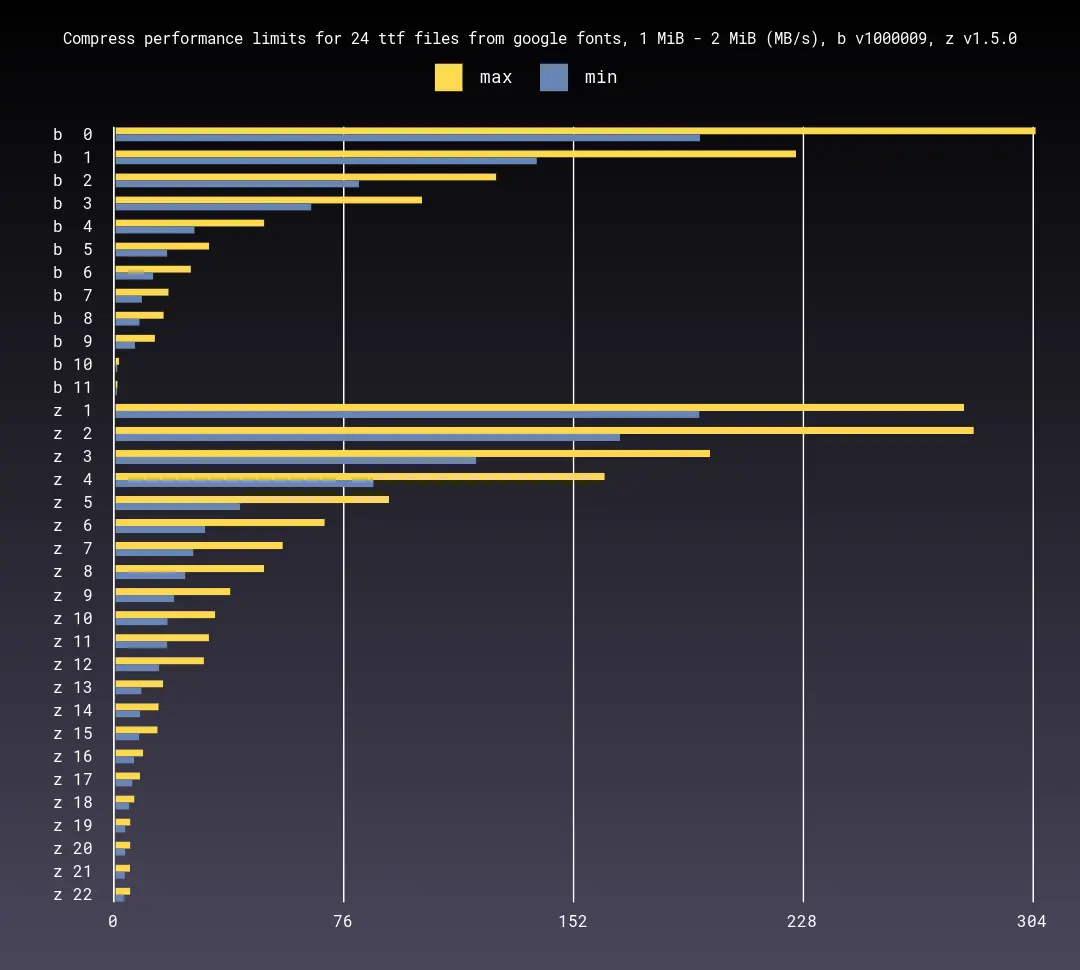 Compress performance limits for 24 ttf files from google fonts, 1 MiB - 2 MiB (MB/s), b v1000009, z v1.5.0
max min
b 0
b 1
b 2
b 3
b 4
b 5
b 6
b 7
b 8
b 9
b 10
b 11
z 1
z 2
z 3
z 4
z 5
z 6
z 7
z 8
z 9
z 10
z 11
z 12
z 13
z 14
z 15
z 16
z 17
z 18
z 19
z 20
z 21
z 22
0 76 152 228 304